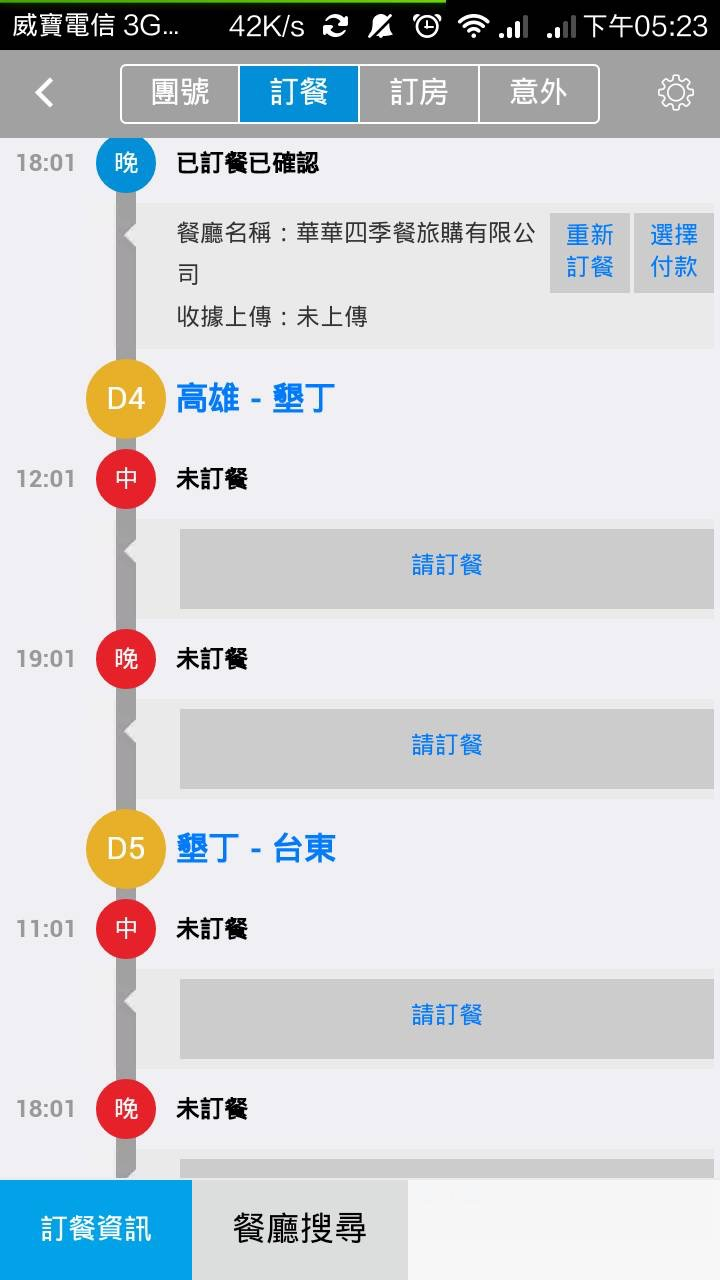 威寶電信 3G... 42K/s 下午05:23
團號 訂餐 訂房 意外
18:01 晚 已訂餐已確認
餐廳名稱：華華四季餐旅購有限公
司
收據上傳：未上傳
重新
訂餐
選擇
付款
D4 高雄 - 墾丁
12:01 中 未訂餐
請訂餐
19:01 晚 未訂餐
請訂餐
D5 墾丁 - 台東
11:01 中 未訂餐
請訂餐
18:01 晚 未訂餐
訂餐資訊 餐廳搜尋